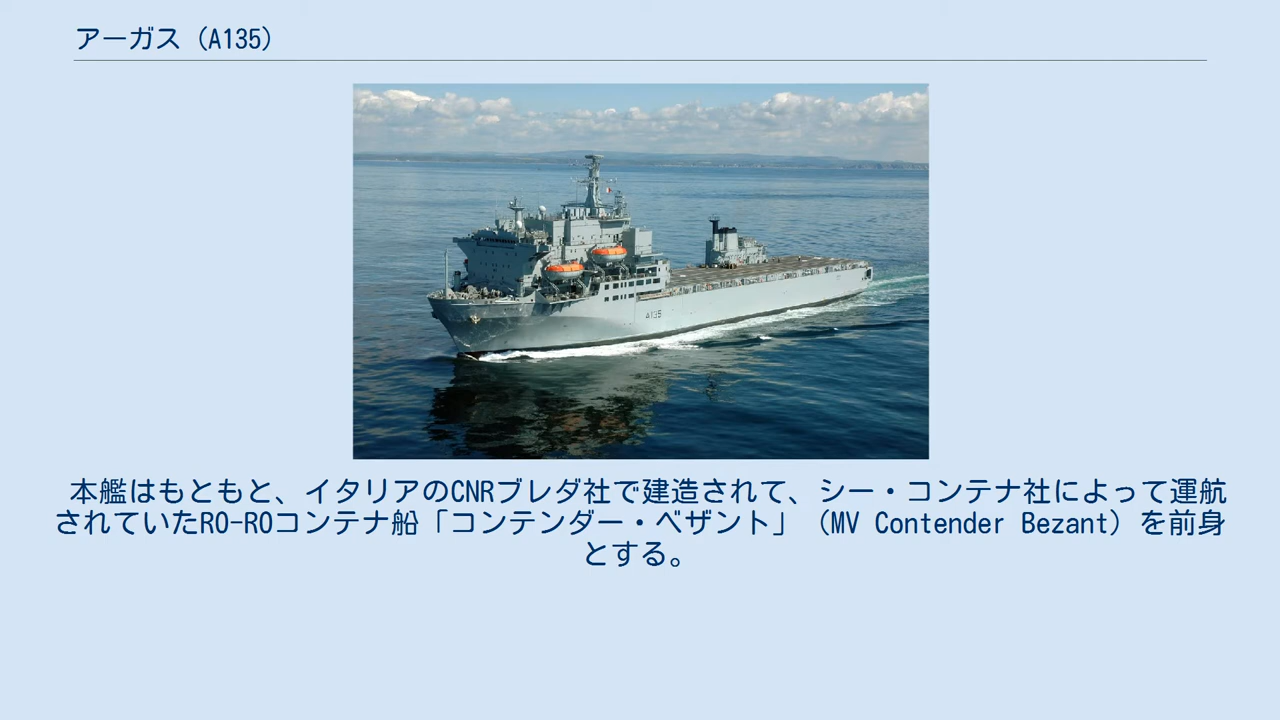 アーガス（A135）
A135
本艦はもともと、イタリアのCNRブレダ社で建造されて、シー・コンテナ社によって運航
されていたRO-ROコンテナ船「コンテンダー・ベザント」（MV Contender Bezant）を前身
とする。